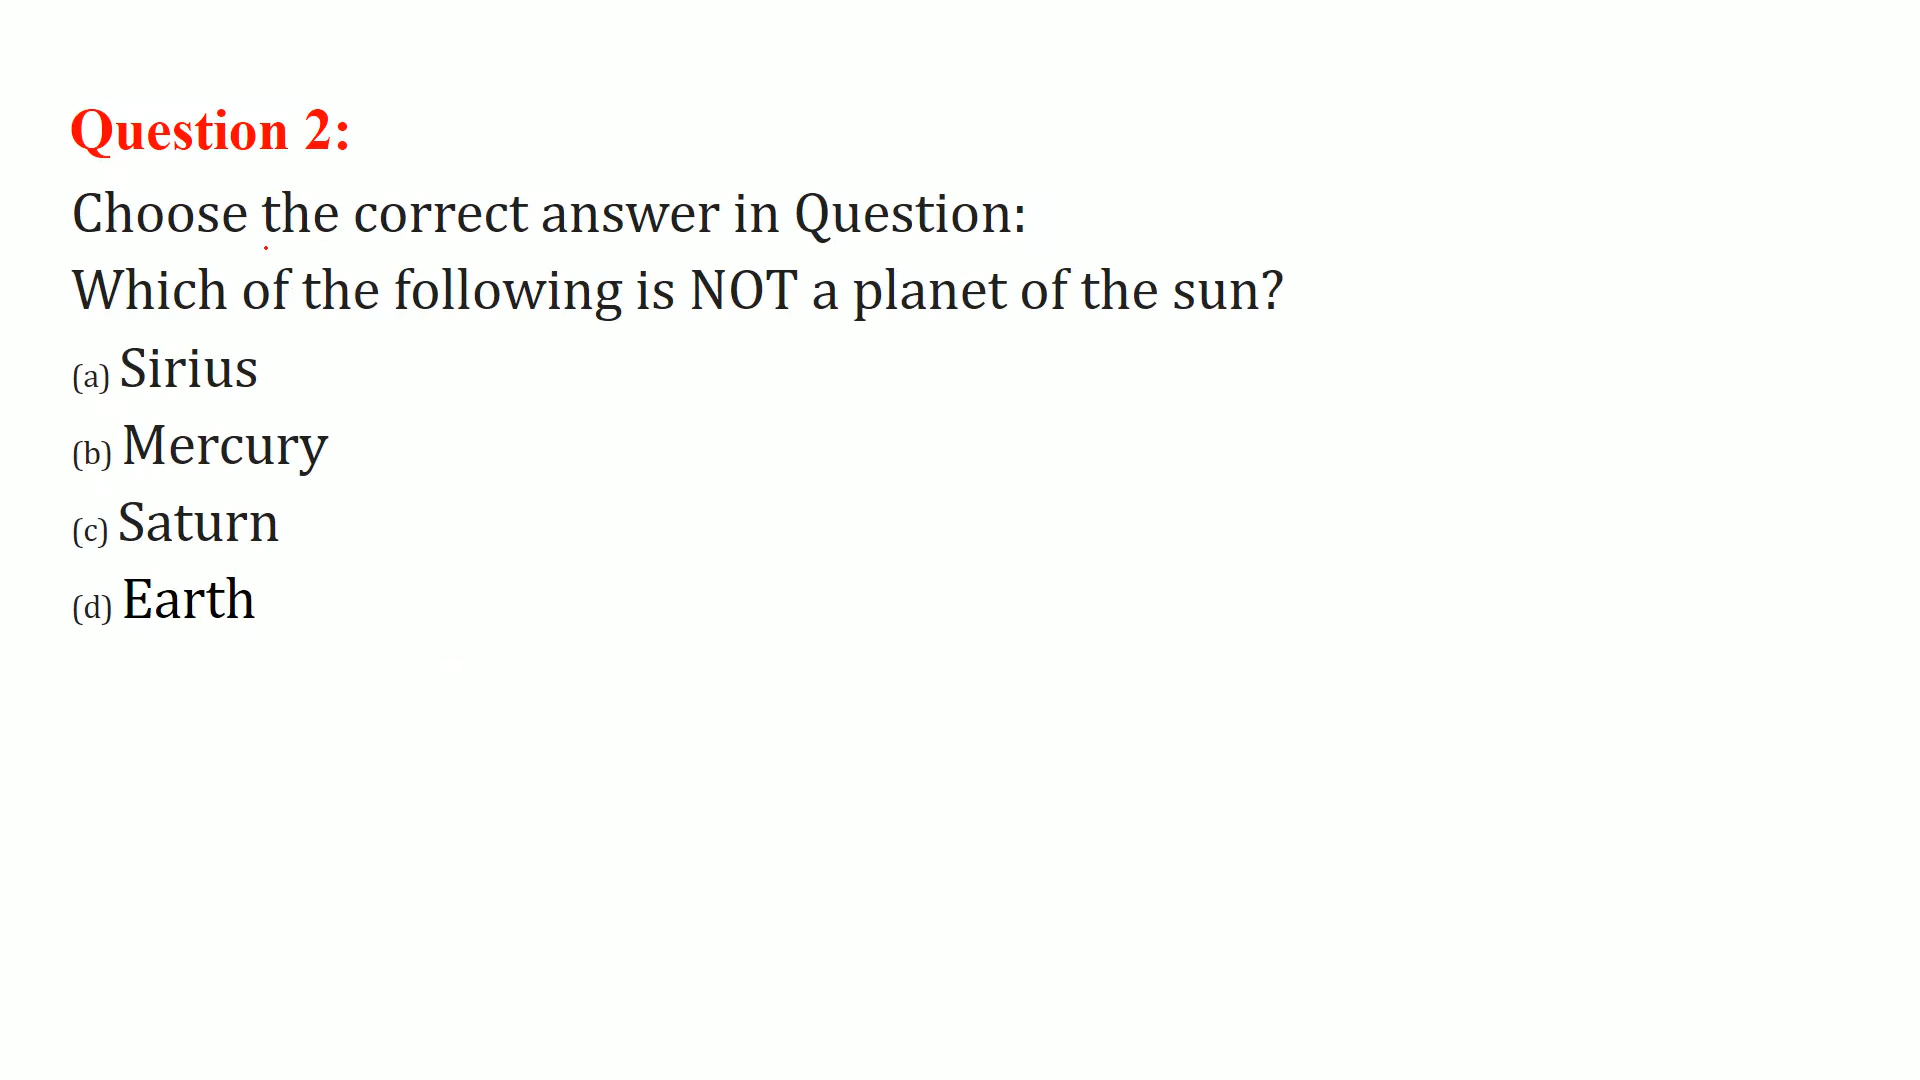 Question 2:
Choose the correct answer in Question:
Which of the following is NOT a planet of the sun?
(a) Sirius
(b) Mercury
(c) Saturn
(d) Earth